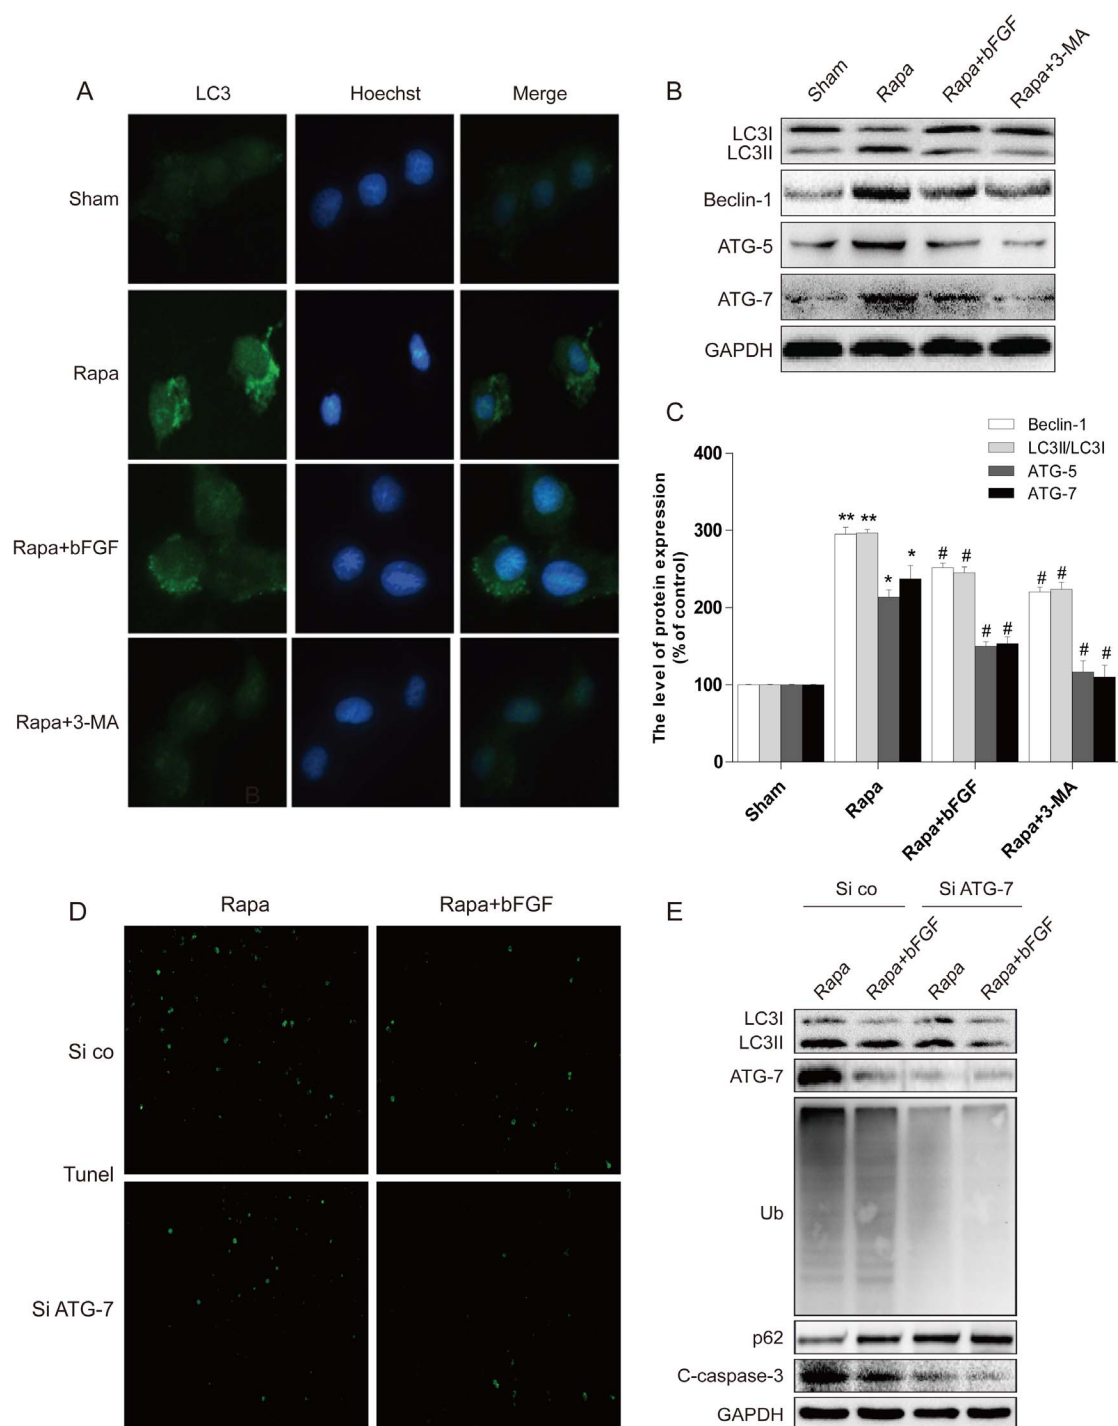 A
LC3
Hoechst
Merge
Sham
Rapa
Rapa+bFGF
Rapa+3-MA
B
B
Sham
Rapa
Rapa+bFGF
Rapa+3-MA
LC3I
LC3II
Beclin-1
ATG-5
ATG-7
GAPDH
C
Beclin-1
LC3II/LC3I
ATG-5
ATG-7
The level of protein expression
(% of control)
400
300
200
100
0
** ** * *
# # # #
# # # #
Sham
Rapa
Rapa+bFGF
Rapa+3-MA
D
Rapa
Rapa+bFGF
Si co
Tunel
Si ATG-7
E
Si co
Si ATG-7
Rapa
Rapa+bFGF
Rapa
Rapa+bFGF
LC3I
LC3II
ATG-7
Ub
p62
C-caspase-3
GAPDH